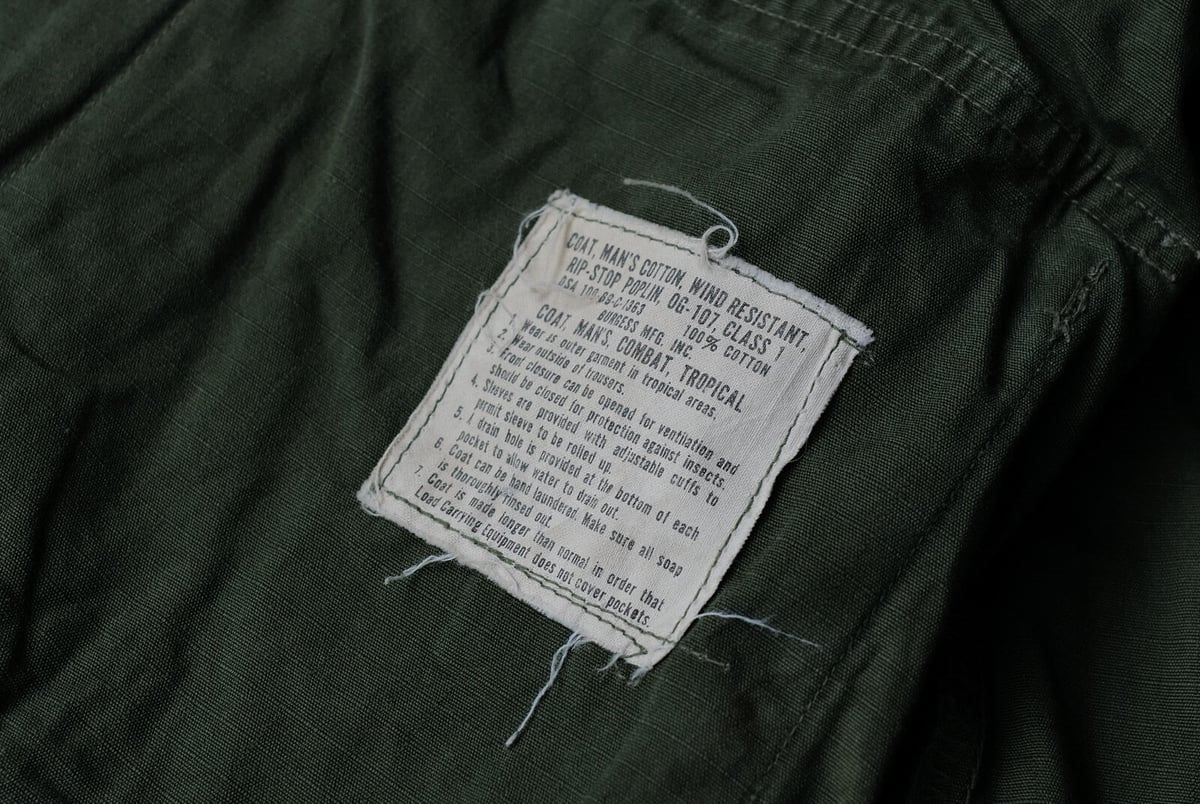 COAT, MAN'S COTTON, WIND RESISTANT,
RIP-STOP POPLIN, OG-107, CLASS 1
DSA 100-69-C-1363 100% COTTON
BURGESS MFG. INC.
COAT, MAN'S, COMBAT, TROPICAL
Wear is outer garment in tropical areas.
2. Wear outside of trousers.
3. Front closure can be opened for ventilation and
should be closed for protection against insects.
4. Sleeves are provided with adjustable cuffs to
permit sleeve to be rolled up.
5. A drain hole is provided at the bottom of each
pocket to allow water to drain out.
6. Coat can be hand laundered. Make sure all soap
is thoroughly rinsed out.
7. Coat is made longer than normal in order that
Load Carrying Equipment does not cover pockets.